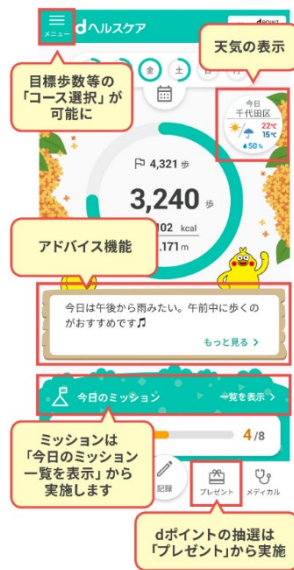 メニュー
dヘルスケア
天気の表示
目標歩数等の
「コース選択」が
可能に
金 土
今日
千代田区
22℃
15℃
50%
4,321 歩
3,240 歩
102 kcal
.171 m
アドバイス機能
今日は午後から雨みたい。午前中に歩くの
がおすすめです♫
もっと見る >
今日のミッション 一覧を表示 >
4/8
ミッションは
「今日のミッション
一覧を表示」から
実施します
記録
プレゼント
メディカル
dポイントの抽選は
「プレゼント」から実施